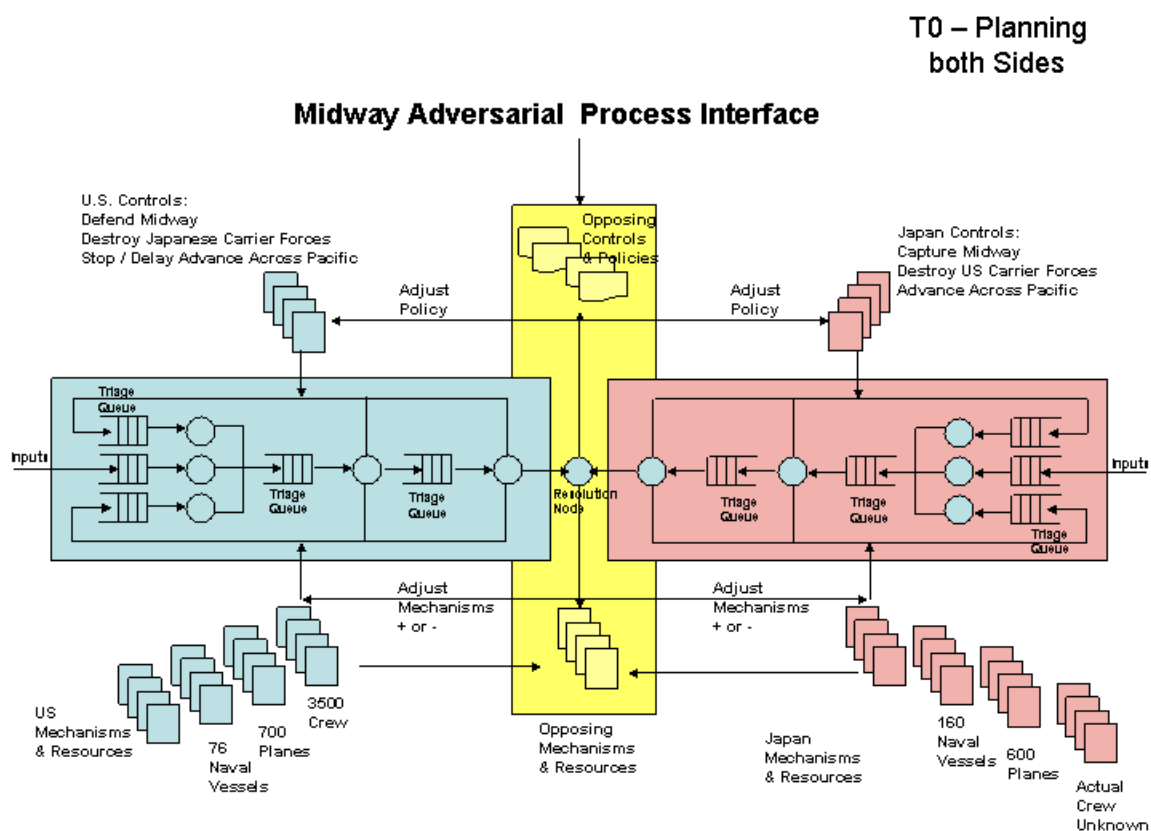 T0 – Planning
both Sides
Midway Adversarial Process Interface
U.S. Controls:
Defend Midway
Destroy Japanese Carrier Forces
Stop / Delay Advance Across Pacific
Opposing
Controls
& Policies
Japan Controls:
Capture Midway
Destroy US Carrier Forces
Advance Across Pacific
Adjust
Policy
Adjust
Policy
Triage
Queue
Inputs
Triage
Queue
Triage
Queue
Resolution
Node
Triage
Queue
Triage
Queue
Inputs
Triage
Queue
Adjust
Mechanisms
+ or -
Adjust
Mechanisms
+ or -
US
Mechanisms
& Resources
76
Naval
Vessels
700
Planes
3500
Crew
Opposing
Mechanisms
& Resources
Japan
Mechanisms
& Resources
160
Naval
Vessels
600
Planes
Actual
Crew
Unknown